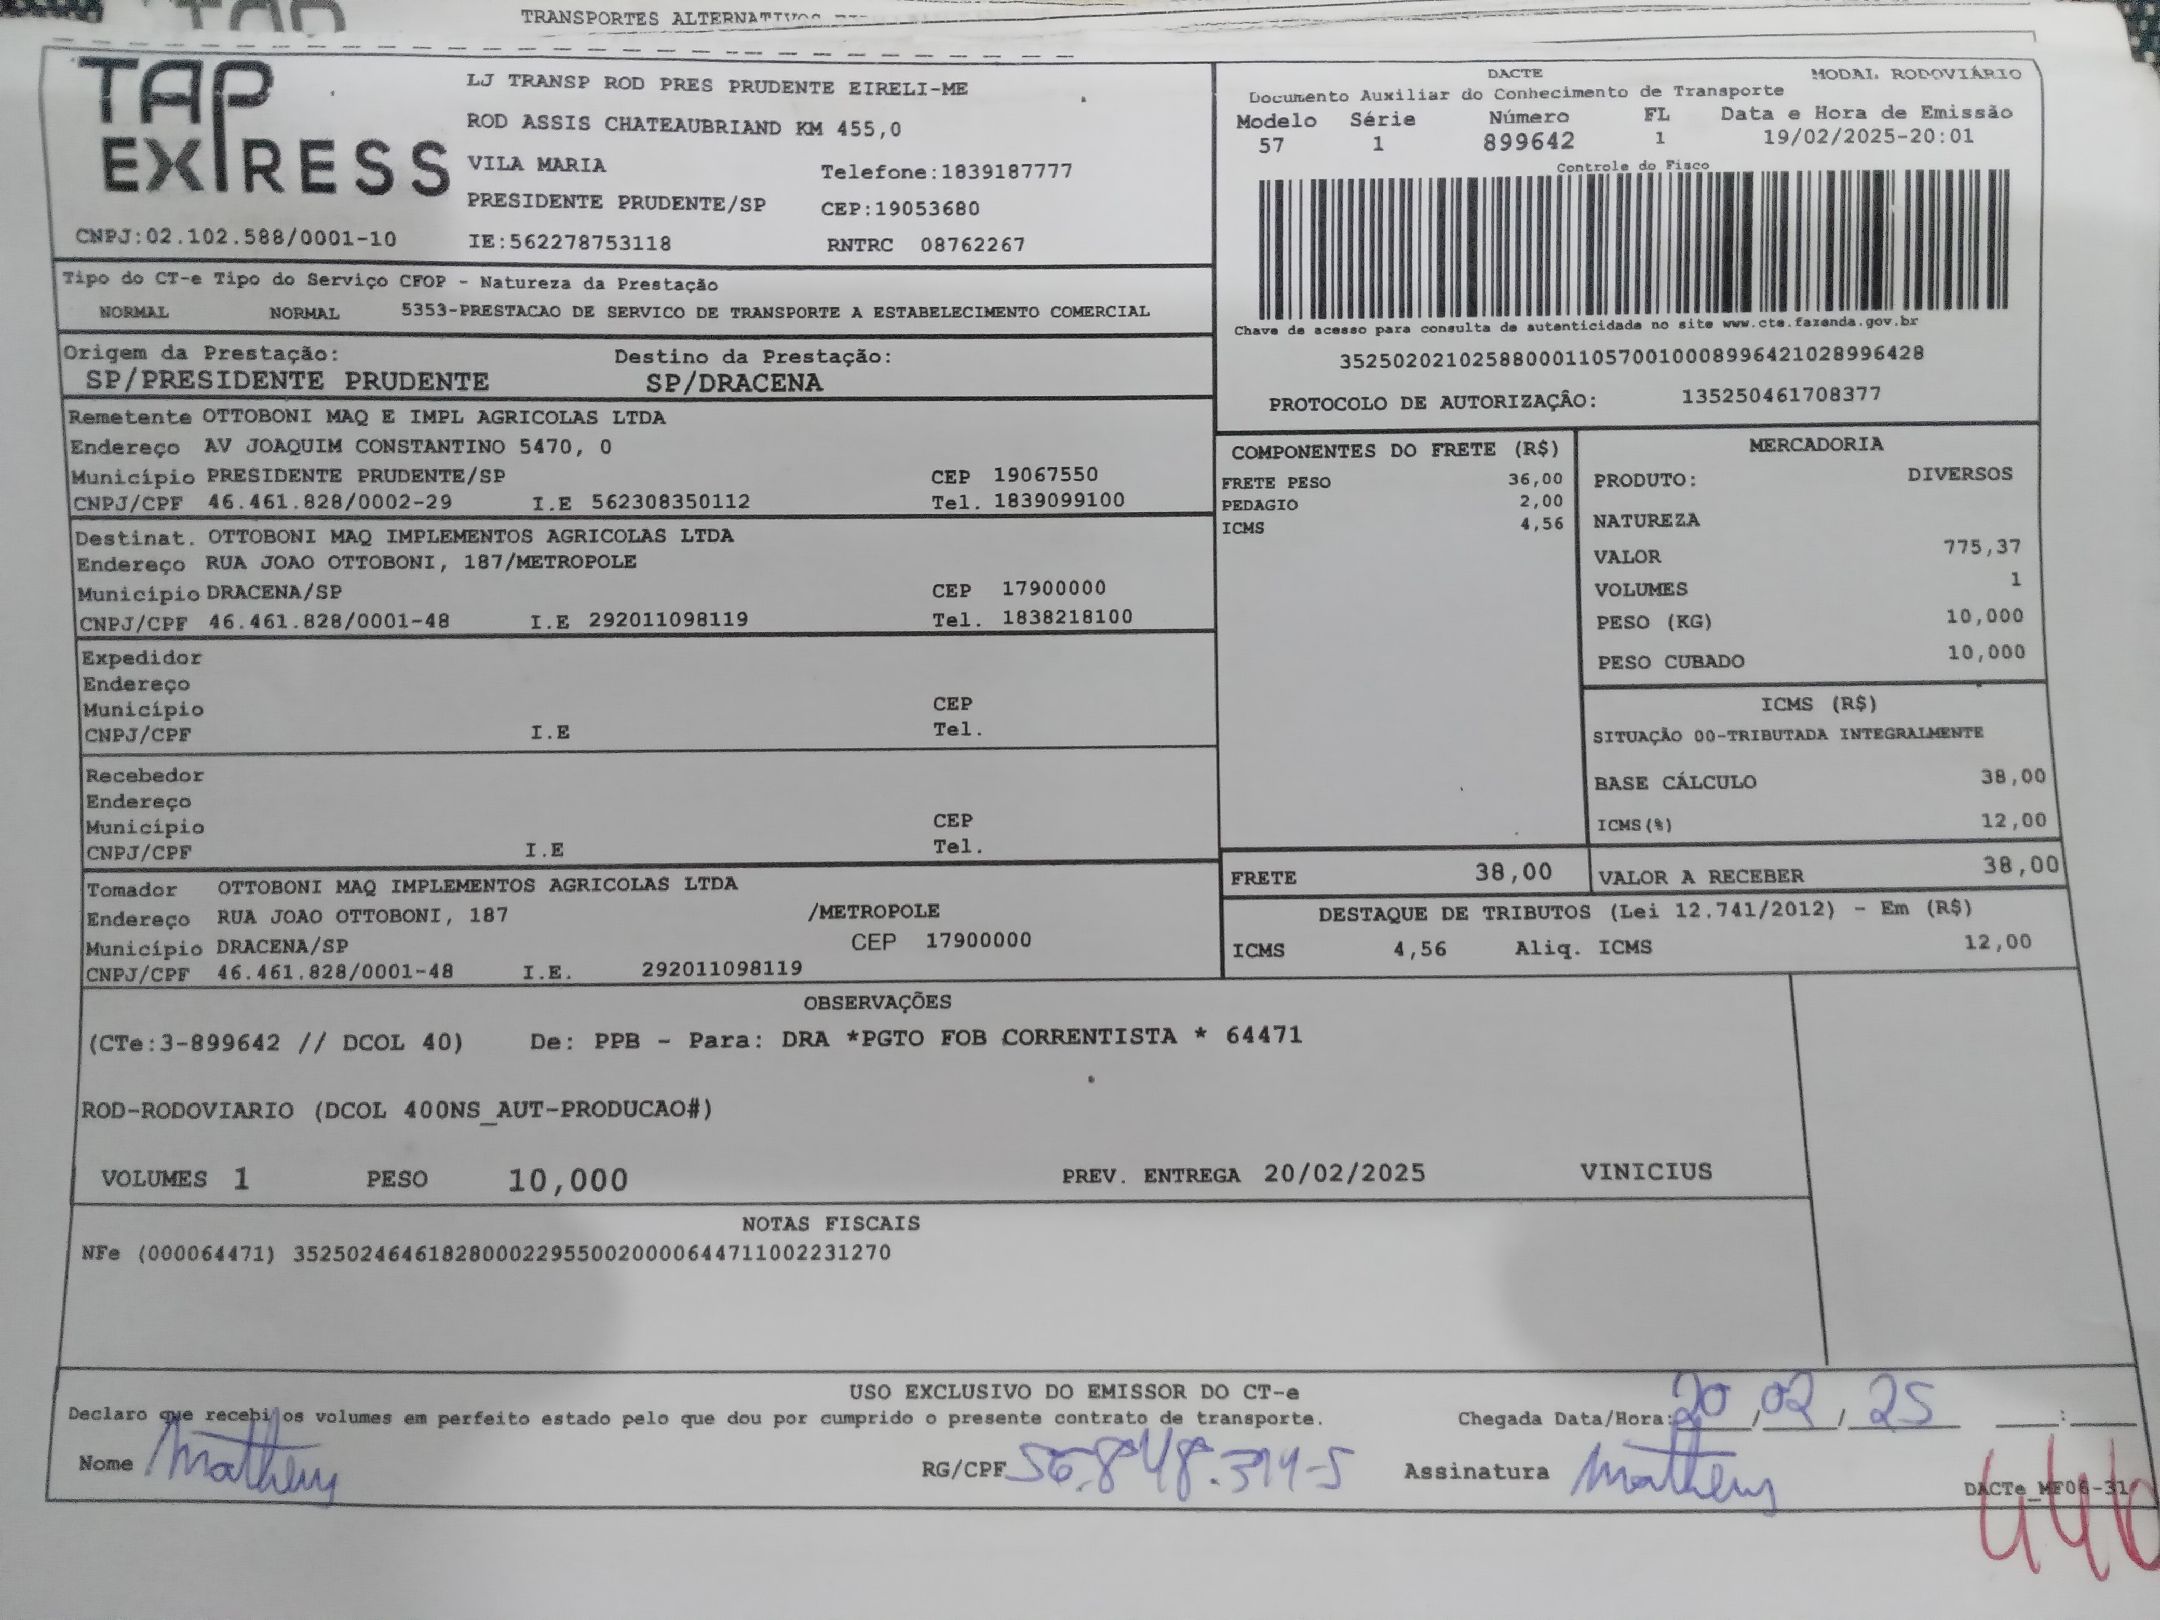 TRANSPORTES ALTERNATIVOS
TAP
EXPRESS
LJ TRANSP ROD PRES PRUDENTE EIRELI-ME
ROD ASSIS CHATEAUBRIAND KM 455,0
VILA MARIA Telefone:1839187777
PRESIDENTE PRUDENTE/SP CEP:19053680
CNPJ:02.102.588/0001-10 IE:562278753118 RNTRC 08762267
DACTE MODAL RODOVIÁRIO
Documento Auxiliar do Conhecimento de Transporte
Modelo Série Número FL Data e Hora de Emissão
57 1 899642 1 19/02/2025-20:01
Controle do Fisco
Chave de acesso para consulta de autenticidade no site www.cte.fazenda.gov.br
35250202102588000110570010008996421028996428
PROTOCOLO DE AUTORIZAÇÃO: 135250461708377
Tipo do CT-e Tipo do Serviço CFOP - Natureza da Prestação
NORMAL NORMAL 5353-PRESTACAO DE SERVICO DE TRANSPORTE A ESTABELECIMENTO COMERCIAL
Origem da Prestação: Destino da Prestação:
SP/PRESIDENTE PRUDENTE SP/DRACENA
Remetente OTTOBONI MAQ E IMPL AGRICOLAS LTDA
Endereço AV JOAQUIM CONSTANTINO 5470, 0
Município PRESIDENTE PRUDENTE/SP CEP 19067550
CNPJ/CPF 46.461.828/0002-29 I.E 562308350112 Tel. 1839099100
Destinat. OTTOBONI MAQ IMPLEMENTOS AGRICOLAS LTDA
Endereço RUA JOAO OTTOBONI, 187/METROPOLE
Município DRACENA/SP CEP 17900000
CNPJ/CPF 46.461.828/0001-48 I.E 292011098119 Tel. 1838218100
Expedidor
Endereço
Município CEP
CNPJ/CPF I.E Tel.
Recebedor
Endereço
Município CEP
CNPJ/CPF I.E Tel.
Tomador OTTOBONI MAQ IMPLEMENTOS AGRICOLAS LTDA
Endereço RUA JOAO OTTOBONI, 187 /METROPOLE
Município DRACENA/SP CEP 17900000
CNPJ/CPF 46.461.828/0001-48 I.E. 292011098119
COMPONENTES DO FRETE (R$)
FRETE PESO 36,00
PEDAGIO 2,00
ICMS 4,56
MERCADORIA
PRODUTO: DIVERSOS
NATUREZA
VALOR 775,37
VOLUMES 1
PESO (KG) 10,000
PESO CUBADO 10,000
ICMS (R$)
SITUAÇÃO 00-TRIBUTADA INTEGRALMENTE
BASE CÁLCULO 38,00
ICMS(%) 12,00
FRETE 38,00 VALOR A RECEBER 38,00
DESTAQUE DE TRIBUTOS (Lei 12.741/2012) - Em (R$)
ICMS 4,56 Aliq. ICMS 12,00
OBSERVAÇÕES
(CTe:3-899642 // DCOL 40) De: PPB - Para: DRA *PGTO FOB CORRENTISTA * 64471
ROD-RODOVIARIO (DCOL 400NS_AUT-PRODUCAO#)
VOLUMES 1 PESO 10,000 PREV. ENTREGA 20/02/2025 VINICIUS
NOTAS FISCAIS
NFe (000064471) 35250246461828000229550020000644711002231270
USO EXCLUSIVO DO EMISSOR DO CT-e
Declaro que recebi os volumes em perfeito estado pelo que dou por cumprido o presente contrato de transporte. Chegada Data/Hora: 20/02/25 :
Nome Matheus RG/CPF 56.848.314-5 Assinatura Matheus
DACTe_MF06-31